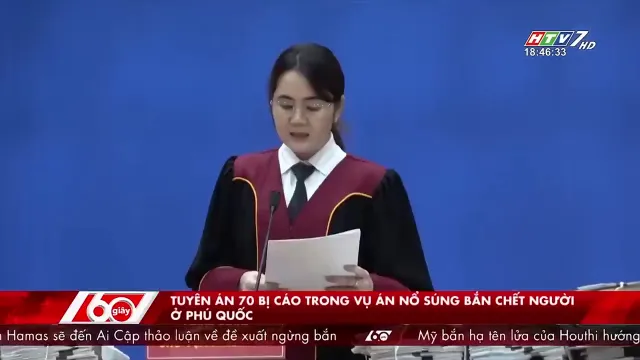 HTV7 HD
18:46:33
60 giây
TUYÊN ÁN 70 BỊ CÁO TRONG VỤ ÁN NỔ SÚNG BẮN CHẾT NGƯỜI
Ở PHÚ QUỐC
Hamas sẽ đến Ai Cập thảo luận về đề xuất ngừng bắn 60 Mỹ bắn hạ tên lửa của Houthi hướng